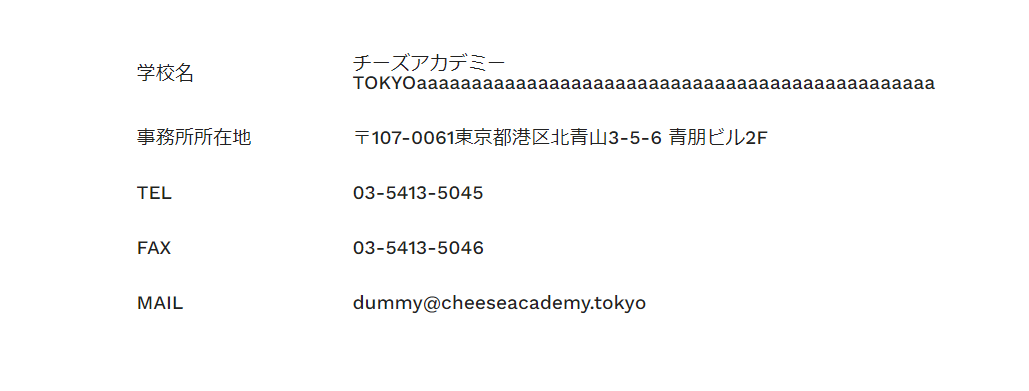 学校名
チーズアカデミー
TOKYOaaaaaaaaaaaaaaaaaaaaaaaaaaaaaaaaaaaaaaaaaaaaaaa
事務所所在地
〒107-0061東京都港区北青山3-5-6 青朋ビル2F
TEL
03-5413-5045
FAX
03-5413-5046
MAIL
dummy@cheeseacademy.tokyo